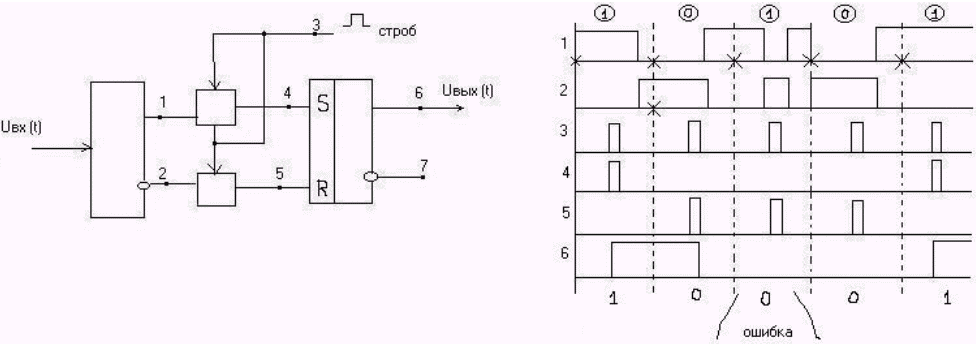 3 строб
1 4 S 6 Uвых (t)
Uвх (t)
2 5 R 7
1 0 1 0 1
1
2
3
4
5
6
1 0 0 0 1
ошибка